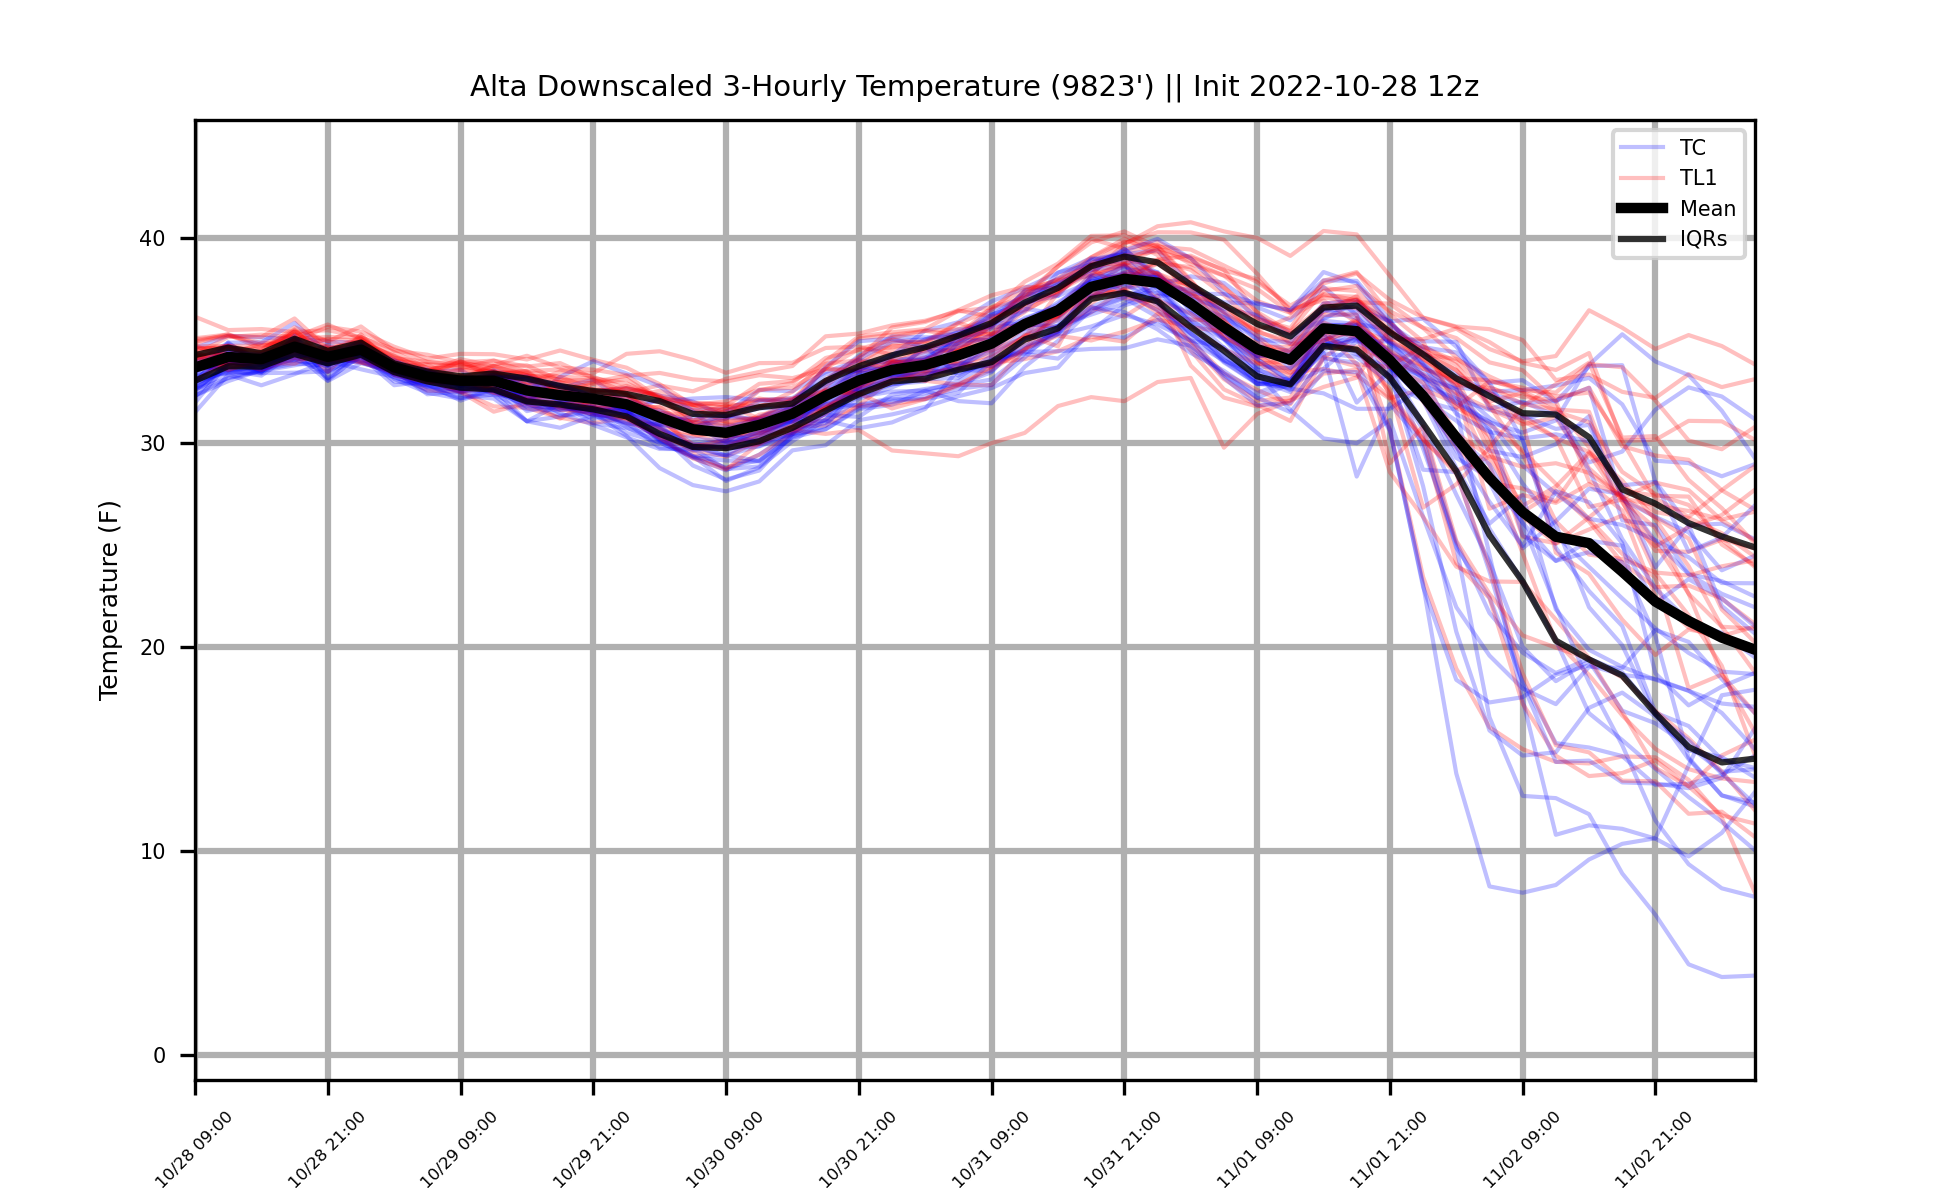 Alta Downscaled 3-Hourly Temperature (9823') || Init 2022-10-28 12z
TC
TL1
Mean
IQRs
Temperature (F)
40
30
20
10
0
10/28 09:00
10/28 21:00
10/29 09:00
10/29 21:00
10/30 09:00
10/30 21:00
10/31 09:00
10/31 21:00
11/01 09:00
11/01 21:00
11/02 09:00
11/02 21:00